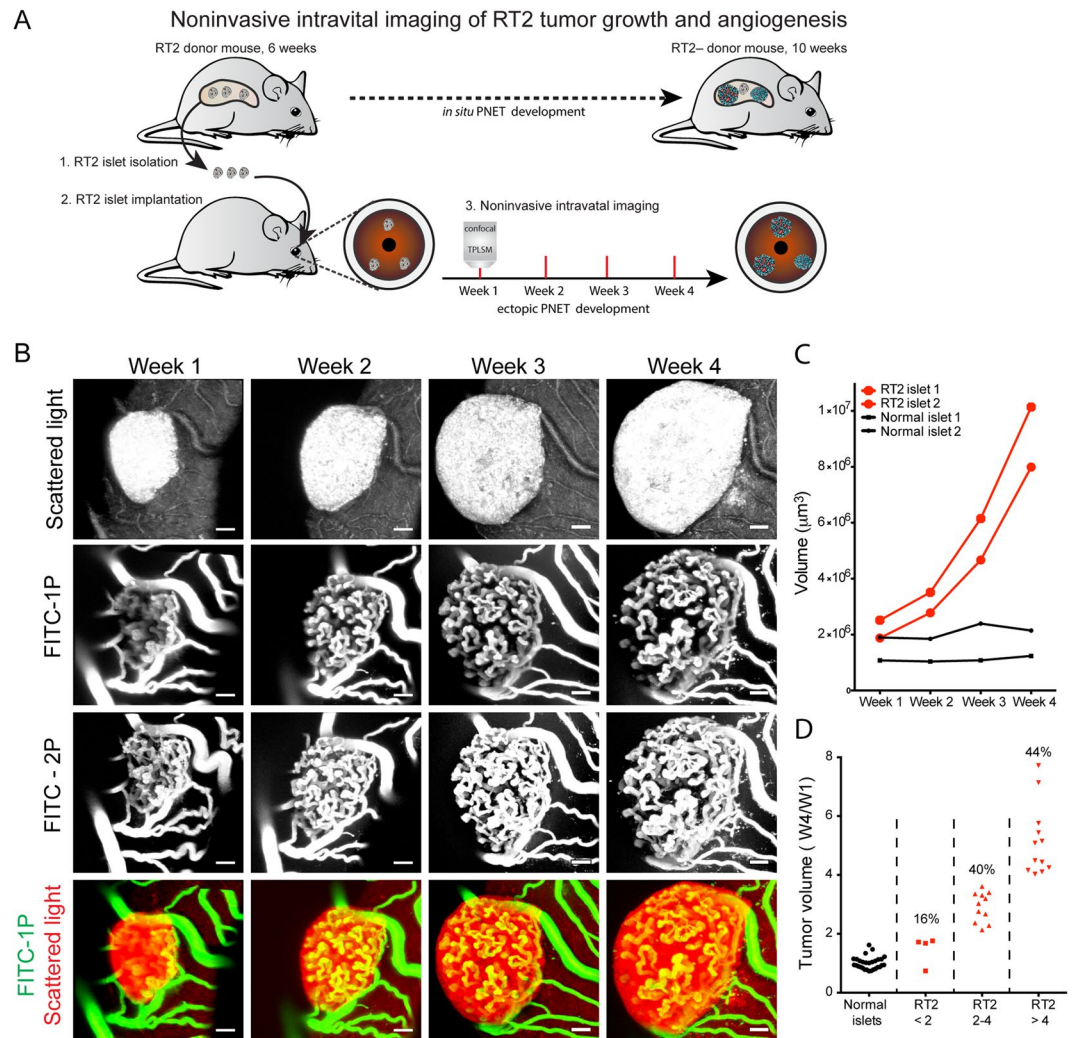 A
Noninvasive intravital imaging of RT2 tumor growth and angiogenesis
RT2 donor mouse, 6 weeks
RT2– donor mouse, 10 weeks
in situ PNET development
1. RT2 islet isolation
2. RT2 islet implantation
3. Noninvasive intravatal imaging
confocal
TPLSM
Week 1
Week 2
Week 3
Week 4
ectopic PNET development
B
Week 1
Week 2
Week 3
Week 4
Scattered light
FITC-1P
FITC - 2P
FITC-1P
Scattered light
C
RT2 islet 1
RT2 islet 2
Normal islet 1
Normal islet 2
Volume (μm³)
1×10⁷
8×10⁶
6×10⁶
4×10⁶
2×10⁶
0
Week 1
Week 2
Week 3
Week 4
D
Tumor volume ( W4/W1)
8
6
4
2
0
16%
40%
44%
Normal
islets
RT2
< 2
RT2
2-4
RT2
> 4